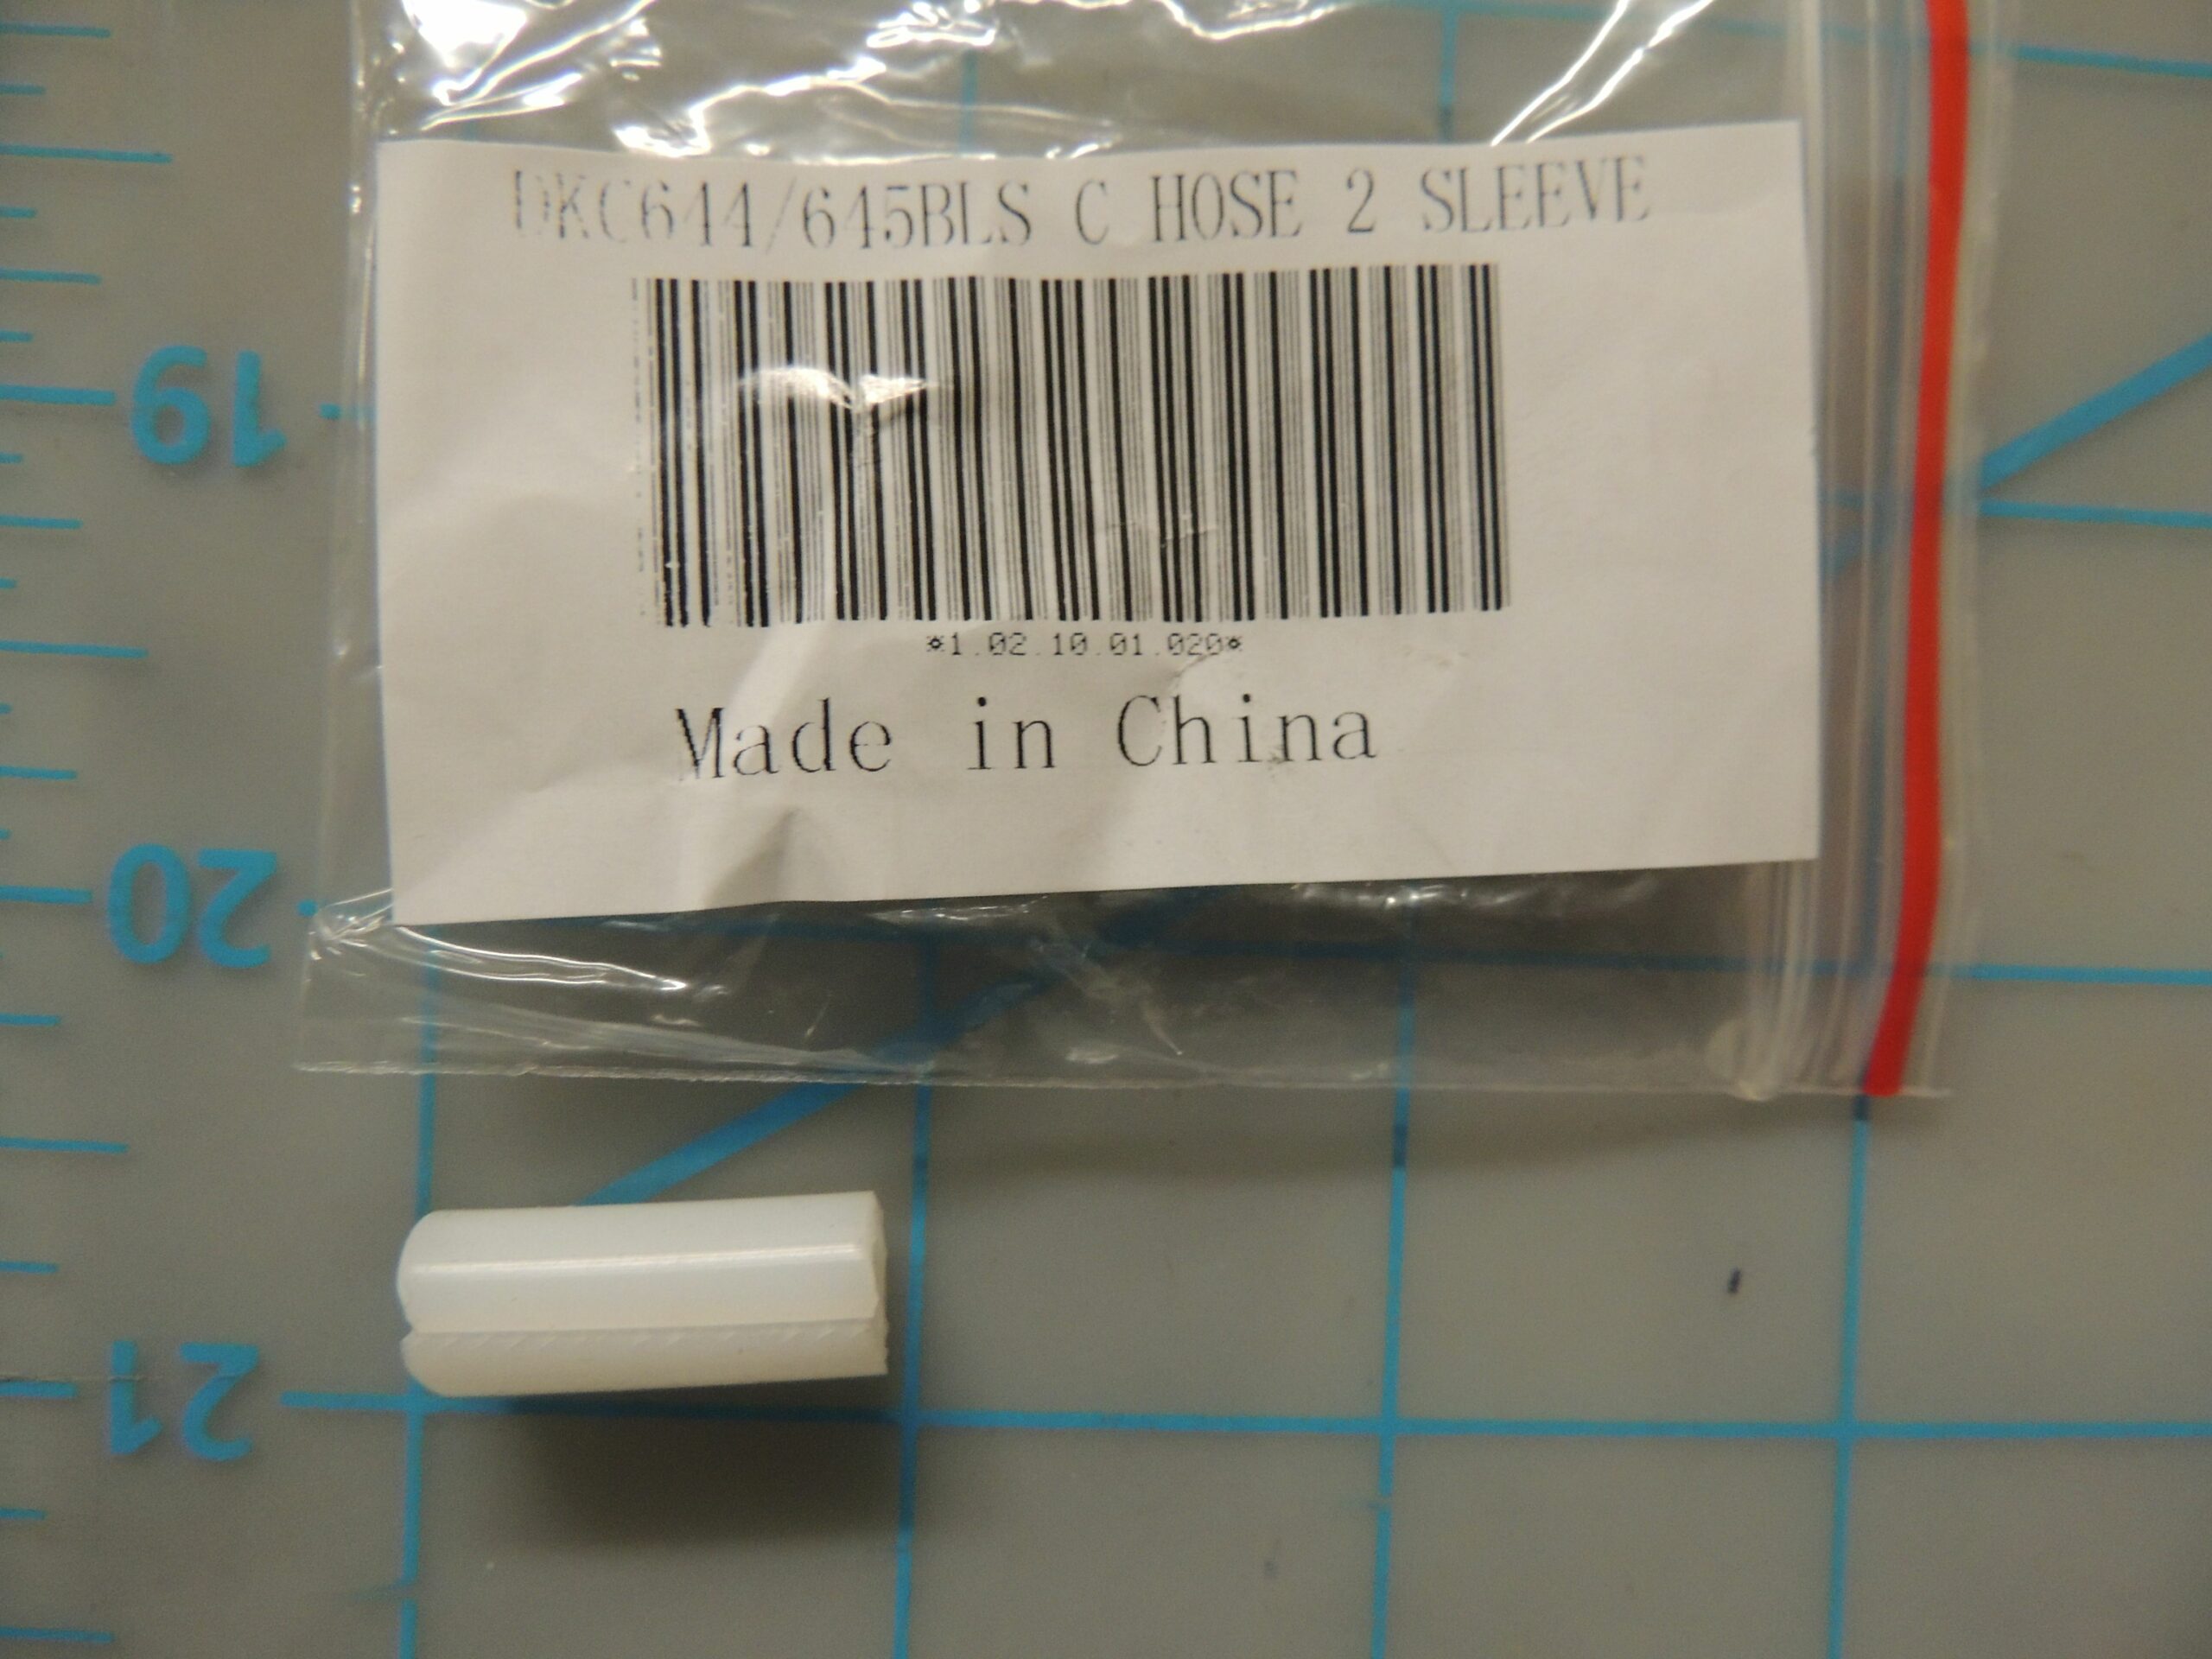 DKC644/645BLS C HOSE 2 SLEEVE
*1.02.10.01.020*
Made in China
19
20
21